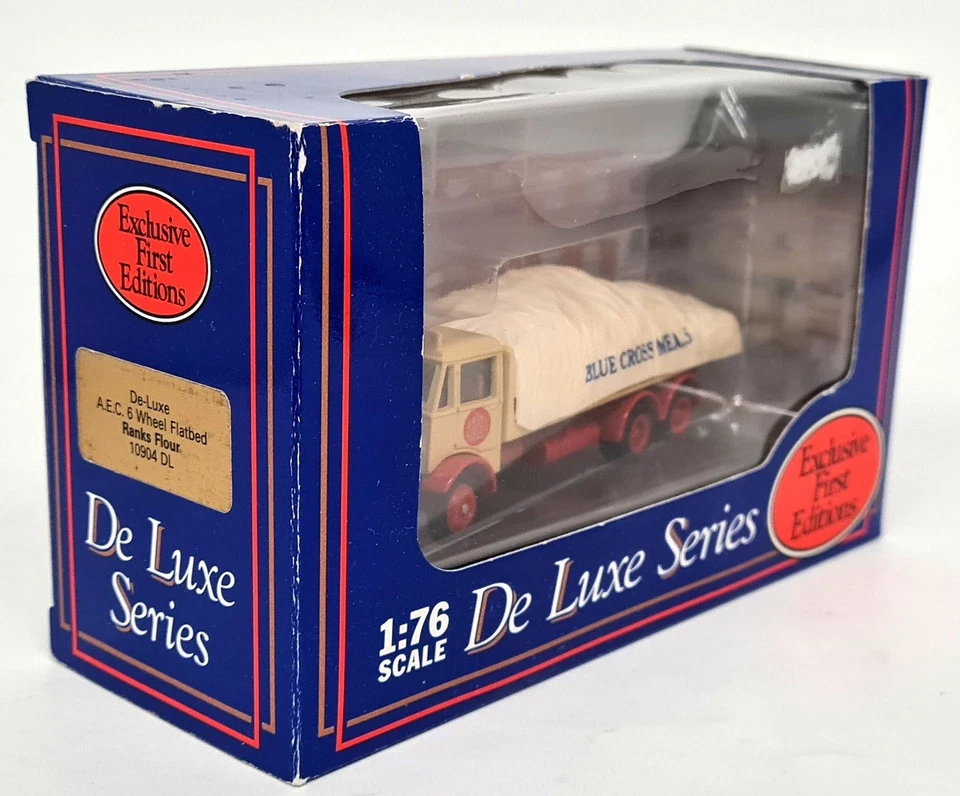 Exclusive
First
Editions
De-Luxe
A.E.C. 6 Wheel Flatbed
Ranks Flour
10904 DL
De Luxe
Series
BLUE CROSS MEALS
1:76
SCALE
De Luxe Series
Exclusive
First
Editions